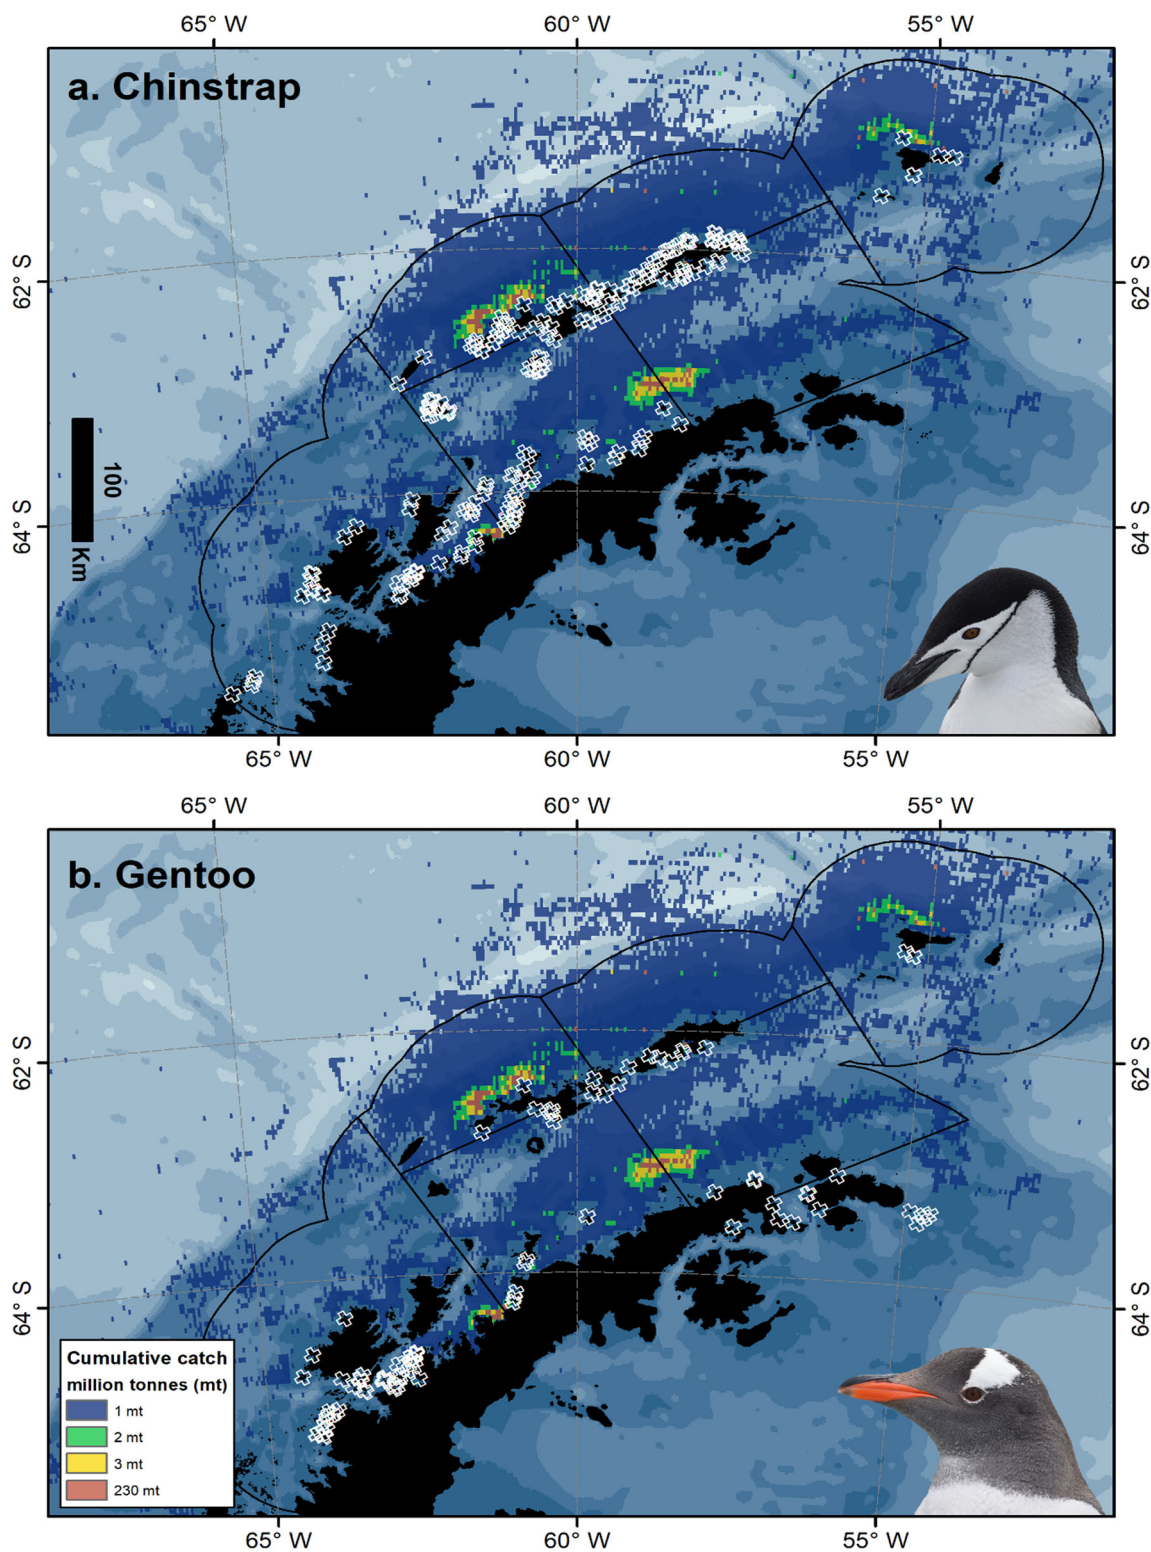 65° W
60° W
55° W
a. Chinstrap
62° S
62° S
100
Km
64° S
64° S
65° W
60° W
55° W
65° W
60° W
55° W
b. Gentoo
62° S
62° S
64° S
64° S
Cumulative catch
million tonnes (mt)
1 mt
2 mt
3 mt
230 mt
65° W
60° W
55° W